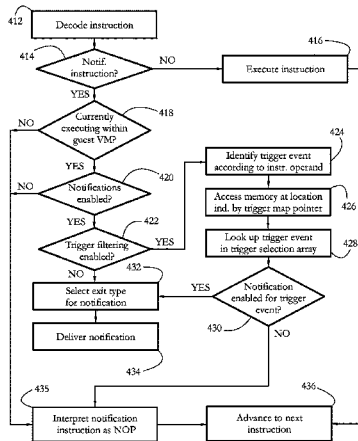 412
Decode instruction
414
Notif.
instruction?
NO
416
Execute instruction
YES
NO
Currently
executing within
guest VM?
418
YES
NO
Notifications
enabled?
420
YES
422
Trigger filtering
enabled?
YES
NO
424
Identify trigger event
according to instr. operand
Access memory at location
ind. by trigger map pointer
426
Look up trigger event
in trigger selection array
428
432
Select exit type
for notification
YES
Notification
enabled for trigger
event?
430
NO
Deliver notification
434
435
Interpret notification
instruction as NOP
436
Advance to next
instruction